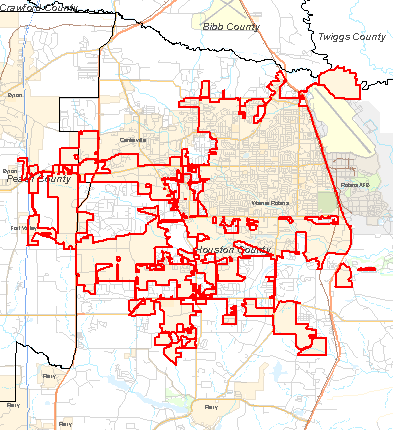 Crawford County
Bibb County
Twiggs County
Byron
Centerville
Byron
Peach County
Robins AFB
Warner Robins
Fort Valley
Houston County
Perry
Perry
Perry